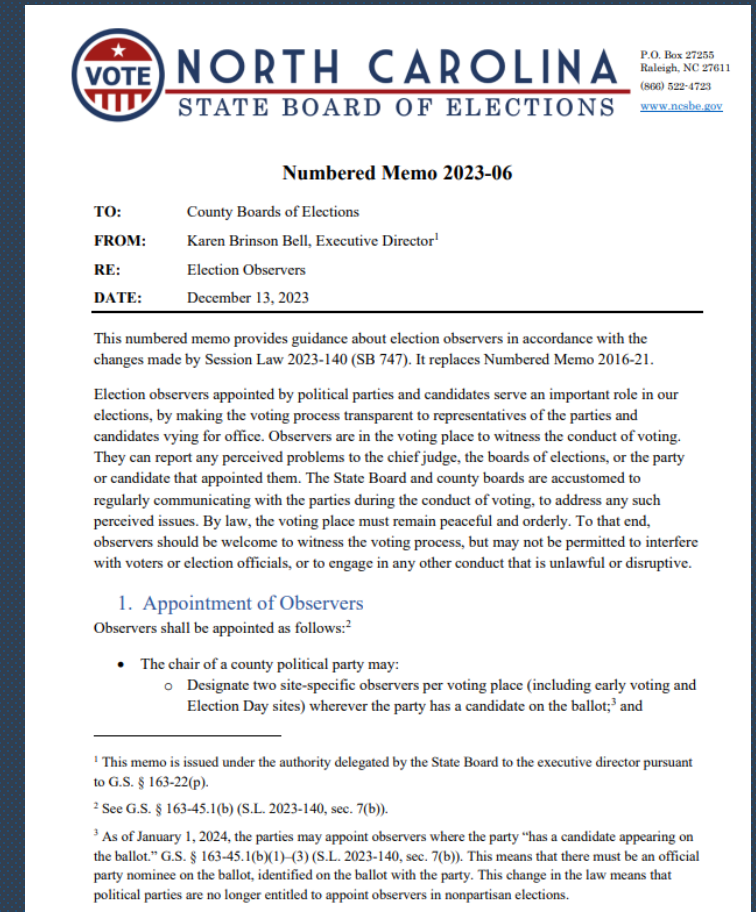 VOTE
NORTH CAROLINA
STATE BOARD OF ELECTIONS
P.O. Box 27255
Raleigh, NC 27611
(866) 522-4723
www.ncsbe.gov
Numbered Memo 2023-06
TO: County Boards of Elections
FROM: Karen Brinson Bell, Executive Director¹
RE: Election Observers
DATE: December 13, 2023
This numbered memo provides guidance about election observers in accordance with the
changes made by Session Law 2023-140 (SB 747). It replaces Numbered Memo 2016-21.
Election observers appointed by political parties and candidates serve an important role in our
elections, by making the voting process transparent to representatives of the parties and
candidates vying for office. Observers are in the voting place to witness the conduct of voting.
They can report any perceived problems to the chief judge, the boards of elections, or the party
or candidate that appointed them. The State Board and county boards are accustomed to
regularly communicating with the parties during the conduct of voting, to address any such
perceived issues. By law, the voting place must remain peaceful and orderly. To that end,
observers should be welcome to witness the voting process, but may not be permitted to interfere
with voters or election officials, or to engage in any other conduct that is unlawful or disruptive.
1. Appointment of Observers
Observers shall be appointed as follows:²
• The chair of a county political party may:
o Designate two site-specific observers per voting place (including early voting and
Election Day sites) wherever the party has a candidate on the ballot;³ and
¹ This memo is issued under the authority delegated by the State Board to the executive director pursuant
to G.S. § 163-22(p).
² See G.S. § 163-45.1(b) (S.L. 2023-140, sec. 7(b)).
³ As of January 1, 2024, the parties may appoint observers where the party “has a candidate appearing on
the ballot.” G.S. § 163-45.1(b)(1)–(3) (S.L. 2023-140, sec. 7(b)). This means that there must be an official
party nominee on the ballot, identified on the ballot with the party. This change in the law means that
political parties are no longer entitled to appoint observers in nonpartisan elections.